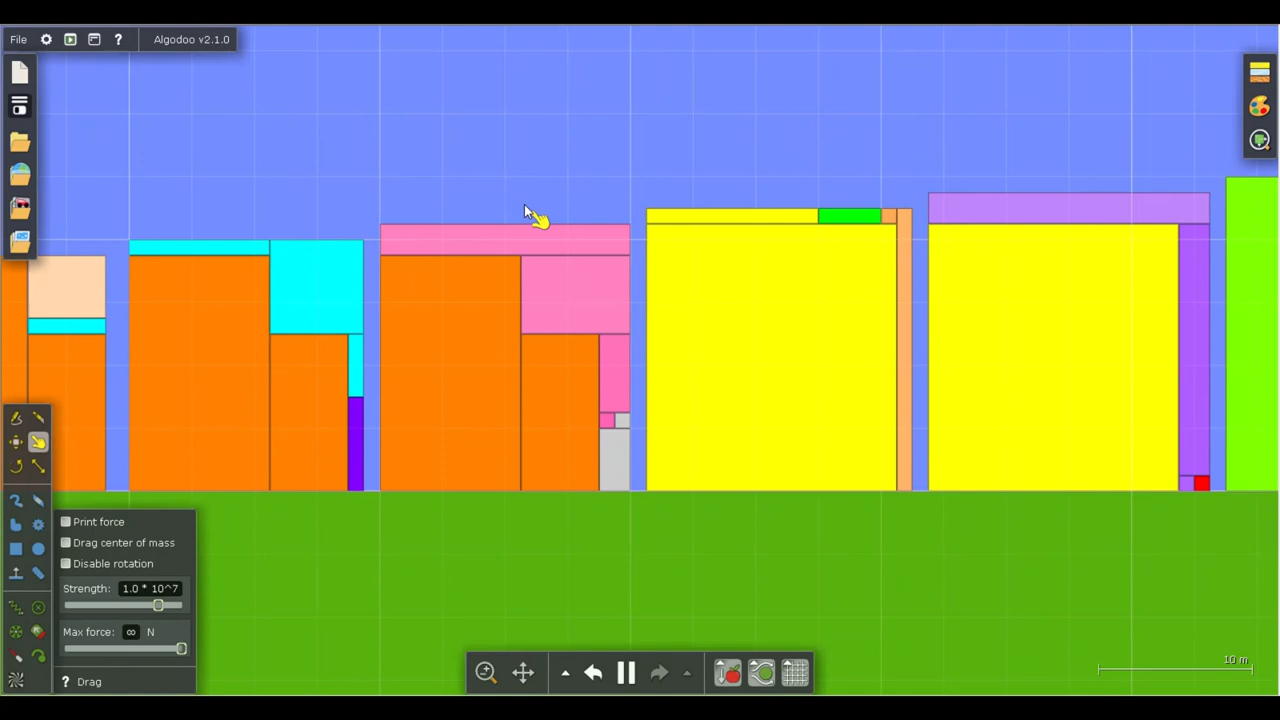 File
Algodoo v2.1.0
Print force
Drag center of mass
Disable rotation
Strength: 1.0 * 10^7
Max force: ∞ N
? Drag
10 m